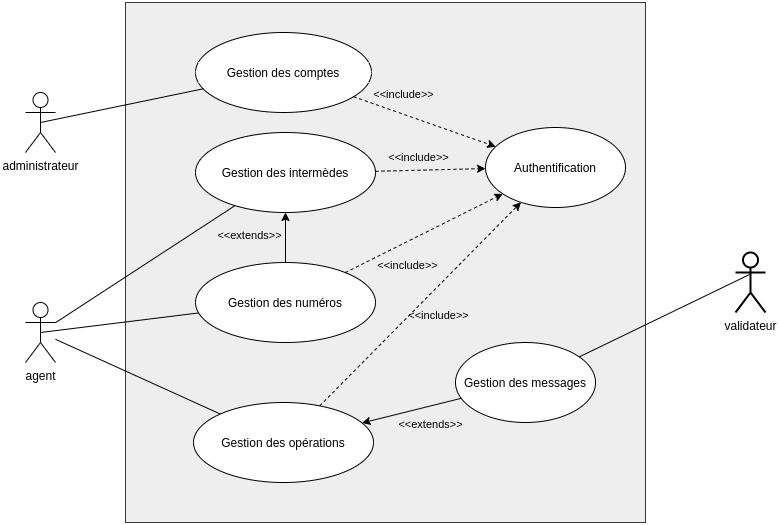 Gestion des comptes
<<include>>
administrateur
Gestion des intermèdes
<<include>>
Authentification
<<extends>>
<<include>>
Gestion des numéros
<<include>>
validateur
agent
Gestion des messages
<<extends>>
Gestion des opérations